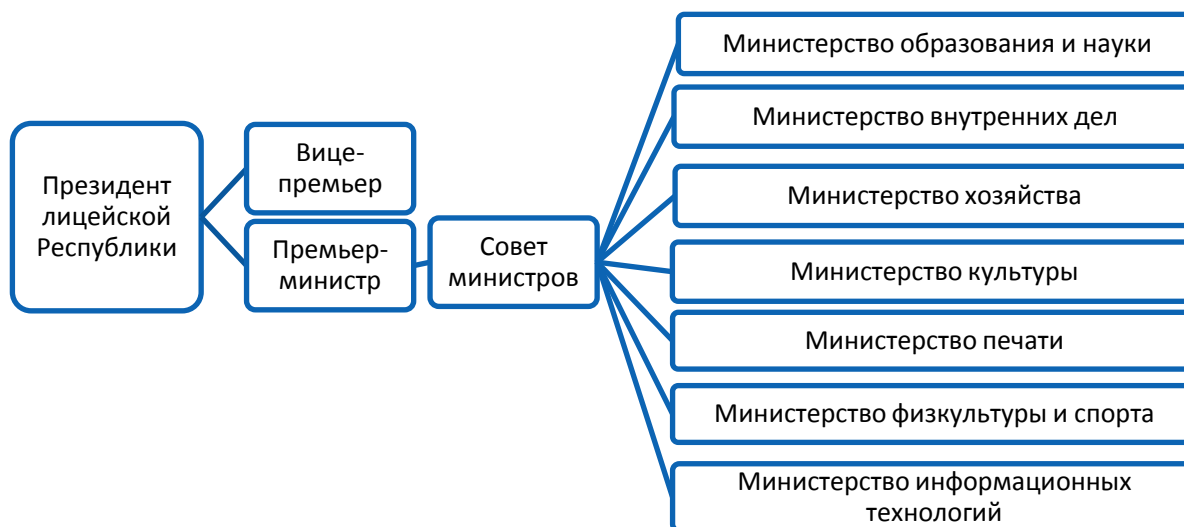 Президент
лицейской
Республики
Вице-
премьер
Премьер-
министр
Совет
министров
Министерство образования и науки
Министерство внутренних дел
Министерство хозяйства
Министерство культуры
Министерство печати
Министерство физкультуры и спорта
Министерство информационных
технологий